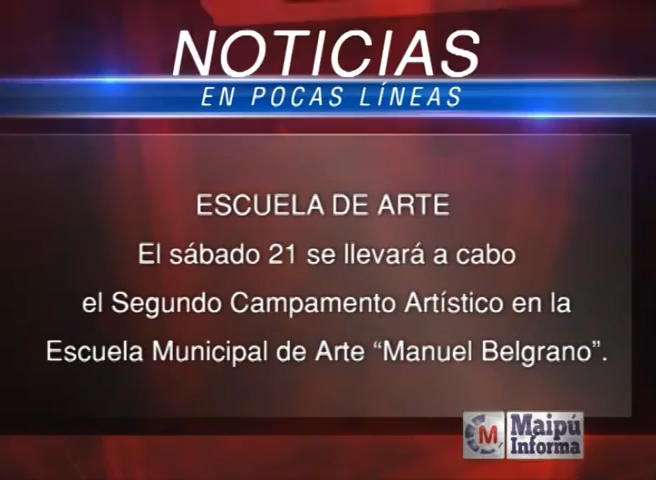 NOTICIAS
EN POCAS LÍNEAS
ESCUELA DE ARTE
El sábado 21 se llevará a cabo
el Segundo Campamento Artístico en la
Escuela Municipal de Arte “Manuel Belgrano”.
M Maipú
Informa